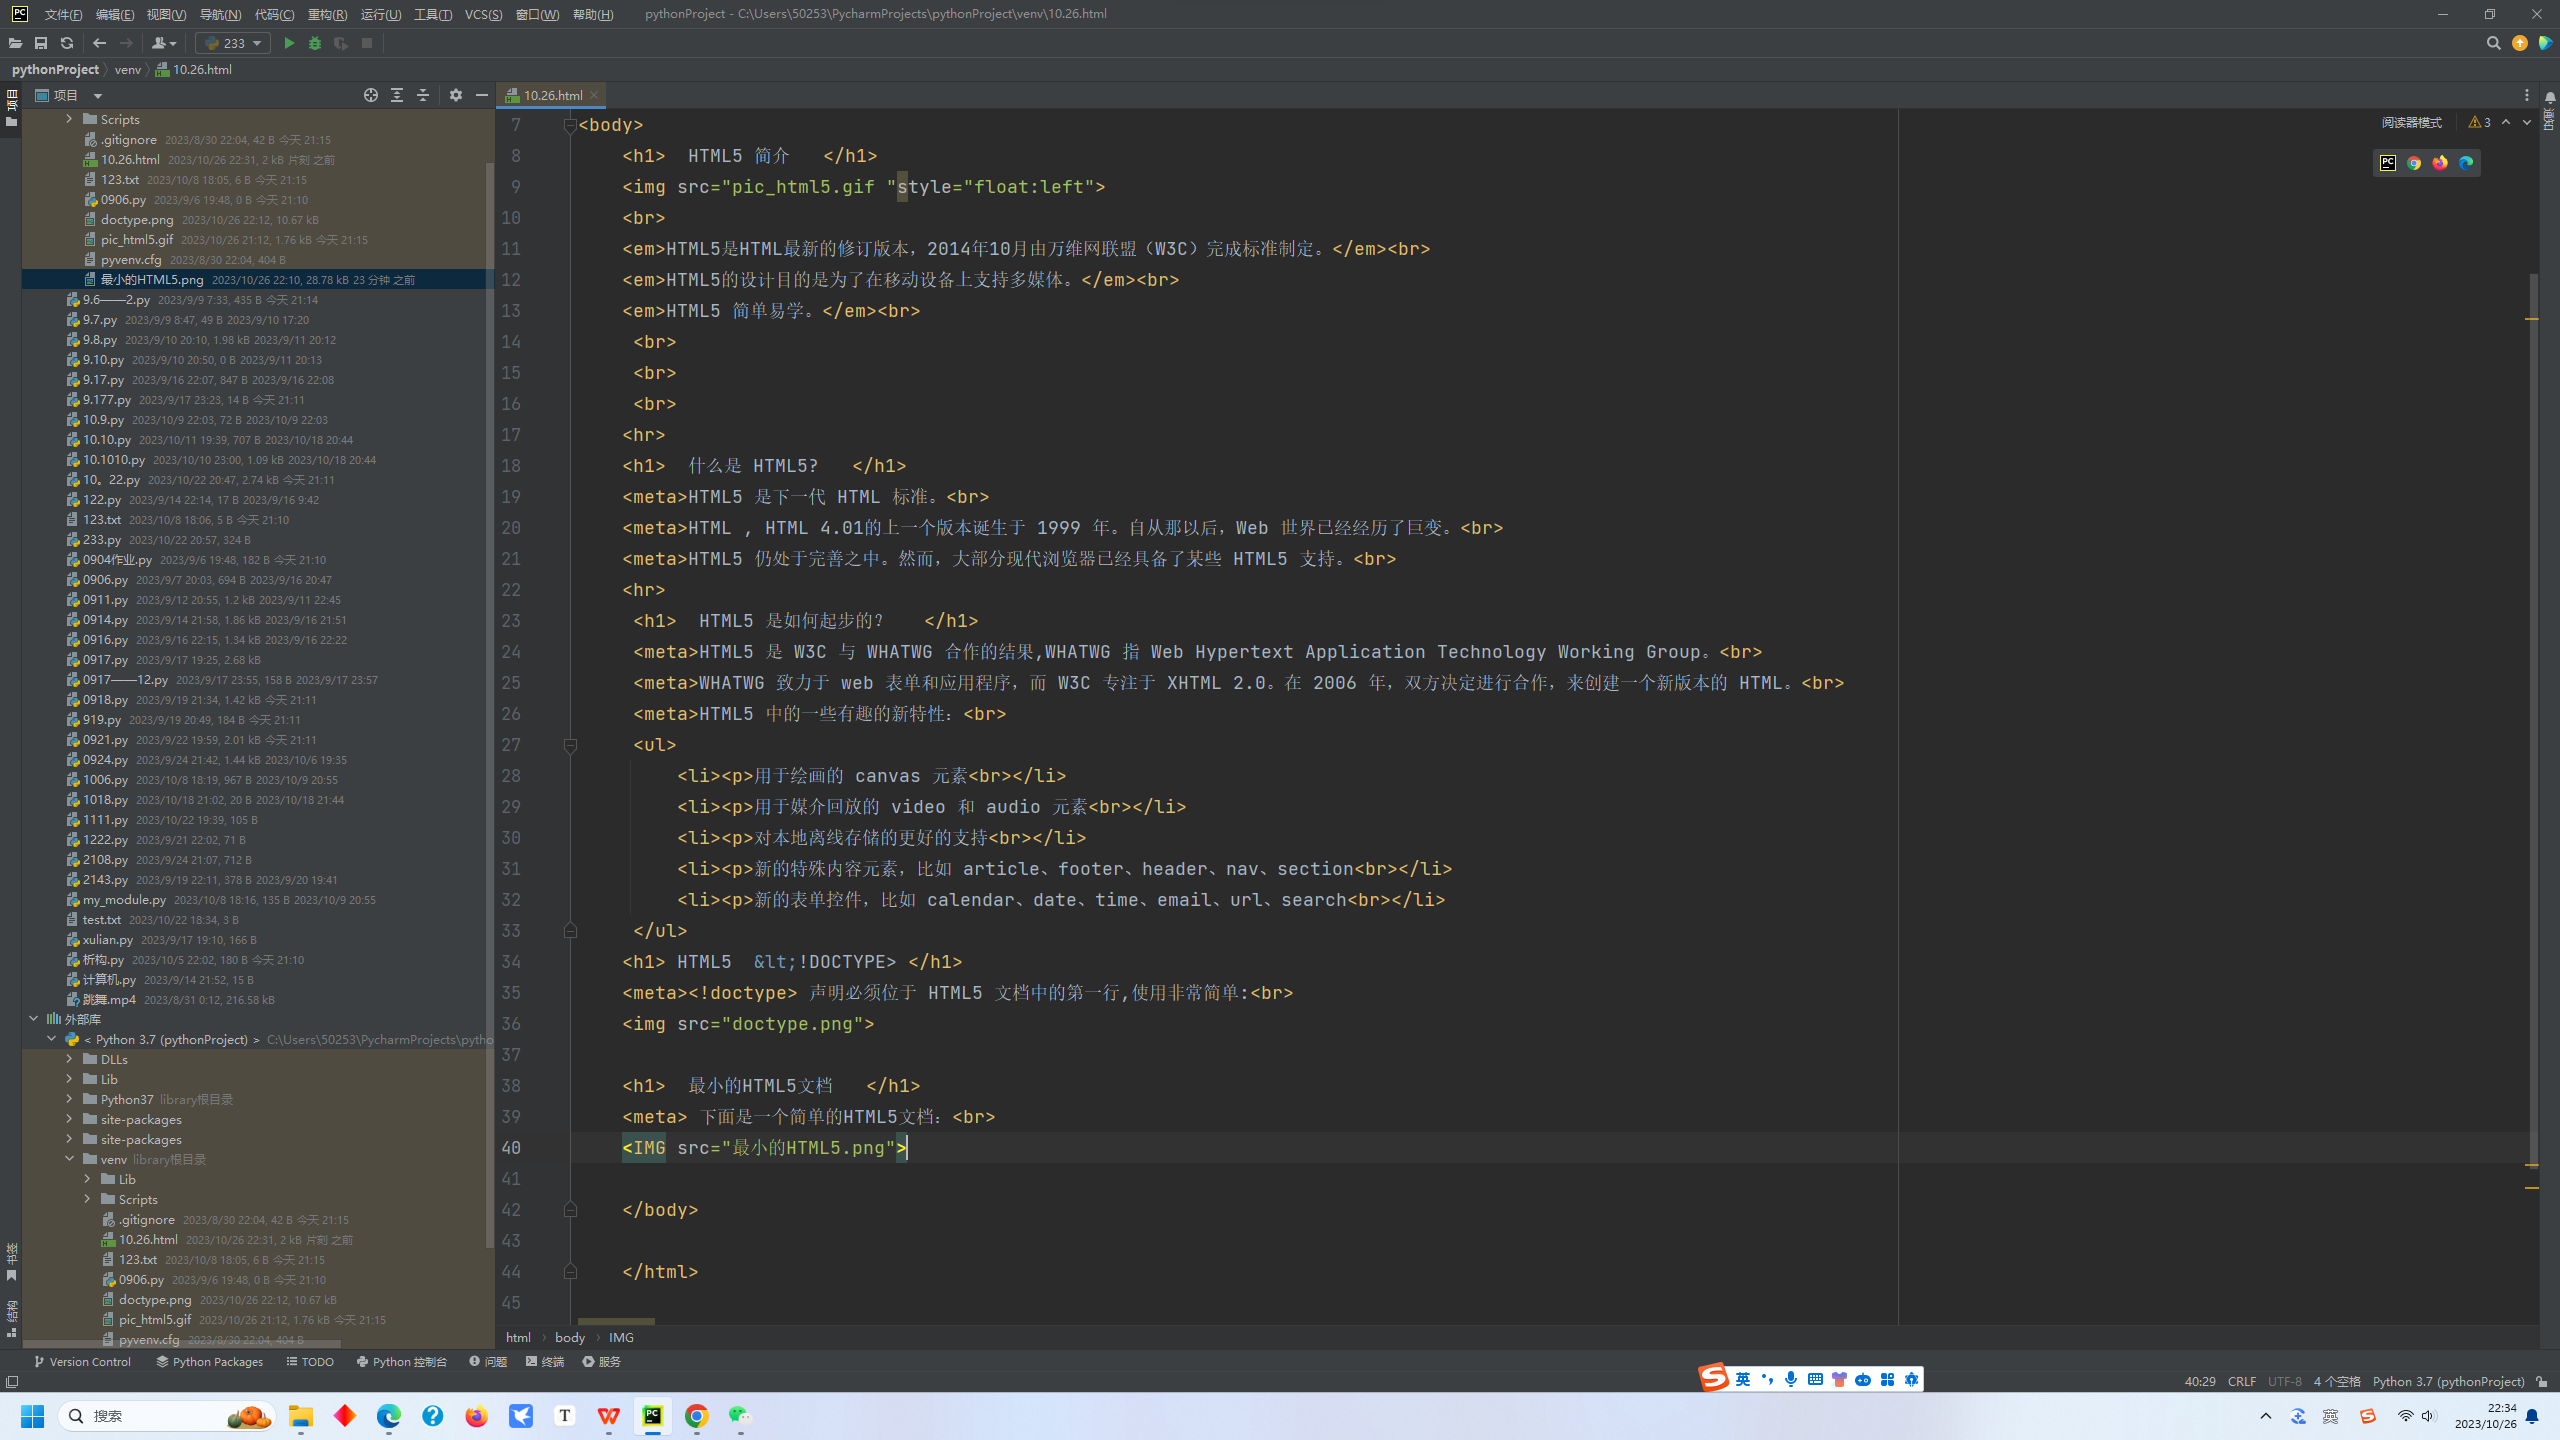 文件(F) 编辑(E) 视图(V) 导航(N) 代码(C) 重构(R) 运行(U) 工具(T) VCS(S) 窗口(W) 帮助(H) pythonProject - C:\Users\50253\PycharmProjects\pythonProject\venv\10.26.html
233
pythonProject venv 10.26.html
项目
项目
10.26.html
通知
Scripts
.gitignore 2023/8/30 22:04, 42 B 今天 21:15
10.26.html 2023/10/26 22:31, 2 kB 片刻 之前
123.txt 2023/10/8 18:05, 6 B 今天 21:15
0906.py 2023/9/6 19:48, 0 B 今天 21:10
doctype.png 2023/10/26 22:12, 10.67 kB
pic_html5.gif 2023/10/26 21:12, 1.76 kB 今天 21:15
pyvenv.cfg 2023/8/30 22:04, 404 B
最小的HTML5.png 2023/10/26 22:10, 28.78 kB 23 分钟 之前
9.6——2.py 2023/9/9 7:33, 435 B 今天 21:14
9.7.py 2023/9/9 8:47, 49 B 2023/9/10 17:20
9.8.py 2023/9/10 20:10, 1.98 kB 2023/9/11 20:12
9.10.py 2023/9/10 20:50, 0 B 2023/9/11 20:13
9.17.py 2023/9/16 22:07, 847 B 2023/9/16 22:08
9.177.py 2023/9/17 23:23, 14 B 今天 21:11
10.9.py 2023/10/9 22:03, 72 B 2023/10/9 22:03
10.10.py 2023/10/11 19:39, 707 B 2023/10/18 20:44
10.1010.py 2023/10/10 23:00, 1.09 kB 2023/10/18 20:44
10。22.py 2023/10/22 20:47, 2.74 kB 今天 21:11
122.py 2023/9/14 22:14, 17 B 2023/9/16 9:42
123.txt 2023/10/8 18:06, 5 B 今天 21:10
233.py 2023/10/22 20:57, 324 B
0904作业.py 2023/9/6 19:48, 182 B 今天 21:10
0906.py 2023/9/7 20:03, 694 B 2023/9/16 20:47
0911.py 2023/9/12 20:55, 1.2 kB 2023/9/11 22:45
0914.py 2023/9/14 21:58, 1.86 kB 2023/9/16 21:51
0916.py 2023/9/16 22:15, 1.34 kB 2023/9/16 22:22
0917.py 2023/9/17 19:25, 2.68 kB
0917——12.py 2023/9/17 23:55, 158 B 2023/9/17 23:57
0918.py 2023/9/19 21:34, 1.42 kB 今天 21:11
919.py 2023/9/19 20:49, 184 B 今天 21:11
0921.py 2023/9/22 19:59, 2.01 kB 今天 21:11
0924.py 2023/9/24 21:42, 1.44 kB 2023/10/6 19:35
1006.py 2023/10/8 18:19, 967 B 2023/10/9 20:55
1018.py 2023/10/18 21:02, 20 B 2023/10/18 21:44
1111.py 2023/10/22 19:39, 105 B
1222.py 2023/9/21 22:02, 71 B
2108.py 2023/9/24 21:07, 712 B
2143.py 2023/9/19 22:11, 378 B 2023/9/20 19:41
my_module.py 2023/10/8 18:16, 135 B 2023/10/9 20:55
test.txt 2023/10/22 18:34, 3 B
xulian.py 2023/9/17 19:10, 166 B
析构.py 2023/10/5 22:02, 180 B 今天 21:10
计算机.py 2023/9/14 21:52, 15 B
跳舞.mp4 2023/8/31 0:12, 216.58 kB
外部库
< Python 3.7 (pythonProject) > C:\Users\50253\PycharmProjects\pytho
DLLs
Lib
Python37 library根目录
site-packages
site-packages
venv library根目录
Lib
Scripts
.gitignore 2023/8/30 22:04, 42 B 今天 21:15
10.26.html 2023/10/26 22:31, 2 kB 片刻 之前
123.txt 2023/10/8 18:05, 6 B 今天 21:15
0906.py 2023/9/6 19:48, 0 B 今天 21:10
doctype.png 2023/10/26 22:12, 10.67 kB
pic_html5.gif 2023/10/26 21:12, 1.76 kB 今天 21:15
pyvenv.cfg 2023/8/30 22:04, 404 B
书签
结构
阅读器模式 3
7 <body>
8 <h1>  HTML5 简介   </h1>
9 <img src="pic_html5.gif "style="float:left">
10 <br>
11 <em>HTML5是HTML最新的修订版本，2014年10月由万维网联盟（W3C）完成标准制定。</em><br>
12 <em>HTML5的设计目的是为了在移动设备上支持多媒体。</em><br>
13 <em>HTML5 简单易学。</em><br>
14 <br>
15 <br>
16 <br>
17 <hr>
18 <h1>  什么是 HTML5?   </h1>
19 <meta>HTML5 是下一代 HTML 标准。<br>
20 <meta>HTML , HTML 4.01的上一个版本诞生于 1999 年。自从那以后，Web 世界已经经历了巨变。<br>
21 <meta>HTML5 仍处于完善之中。然而，大部分现代浏览器已经具备了某些 HTML5 支持。<br>
22 <hr>
23 <h1>  HTML5 是如何起步的？   </h1>
24 <meta>HTML5 是 W3C 与 WHATWG 合作的结果,WHATWG 指 Web Hypertext Application Technology Working Group。<br>
25 <meta>WHATWG 致力于 web 表单和应用程序，而 W3C 专注于 XHTML 2.0。在 2006 年，双方决定进行合作，来创建一个新版本的 HTML。<br>
26 <meta>HTML5 中的一些有趣的新特性：<br>
27 <ul>
28 <li><p>用于绘画的 canvas 元素<br></li>
29 <li><p>用于媒介回放的 video 和 audio 元素<br></li>
30 <li><p>对本地离线存储的更好的支持<br></li>
31 <li><p>新的特殊内容元素，比如 article、footer、header、nav、section<br></li>
32 <li><p>新的表单控件，比如 calendar、date、time、email、url、search<br></li>
33 </ul>
34 <h1> HTML5  &lt;!DOCTYPE> </h1>
35 <meta><!doctype> 声明必须位于 HTML5 文档中的第一行,使用非常简单:<br>
36 <img src="doctype.png">
37
38 <h1>  最小的HTML5文档   </h1>
39 <meta> 下面是一个简单的HTML5文档：<br>
40 <IMG src="最小的HTML5.png">
41
42 </body>
43
44 </html>
45
html body IMG
Version Control Python Packages TODO Python 控制台 问题 终端 服务
英
40:29 CRLF UTF-8 4 个空格 Python 3.7 (pythonProject)
搜索
英
22:34
2023/10/26